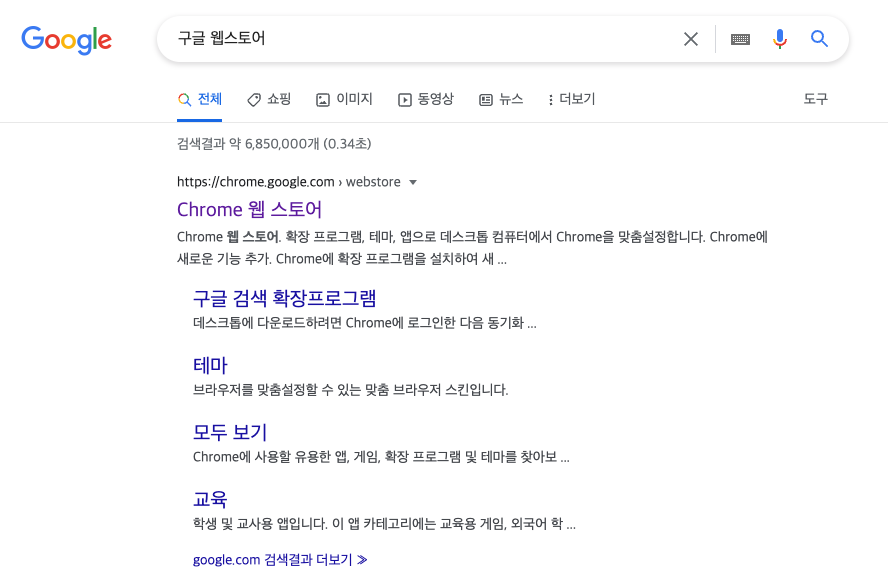 Google
구글 웹스토어
전체 쇼핑 이미지 동영상 뉴스 더보기 도구
검색결과 약 6,850,000개 (0.34초)
https://chrome.google.com › webstore
Chrome 웹 스토어
Chrome 웹 스토어. 확장 프로그램, 테마, 앱으로 데스크톱 컴퓨터에서 Chrome을 맞춤설정합니다. Chrome에
새로운 기능 추가. Chrome에 확장 프로그램을 설치하여 새 ...
구글 검색 확장프로그램
데스크톱에 다운로드하려면 Chrome에 로그인한 다음 동기화 ...
테마
브라우저를 맞춤설정할 수 있는 맞춤 브라우저 스킨입니다.
모두 보기
Chrome에 사용할 유용한 앱, 게임, 확장 프로그램 및 테마를 찾아보 ...
교육
학생 및 교사용 앱입니다. 이 앱 카테고리에는 교육용 게임, 외국어 학 ...
google.com 검색결과 더보기 ≫